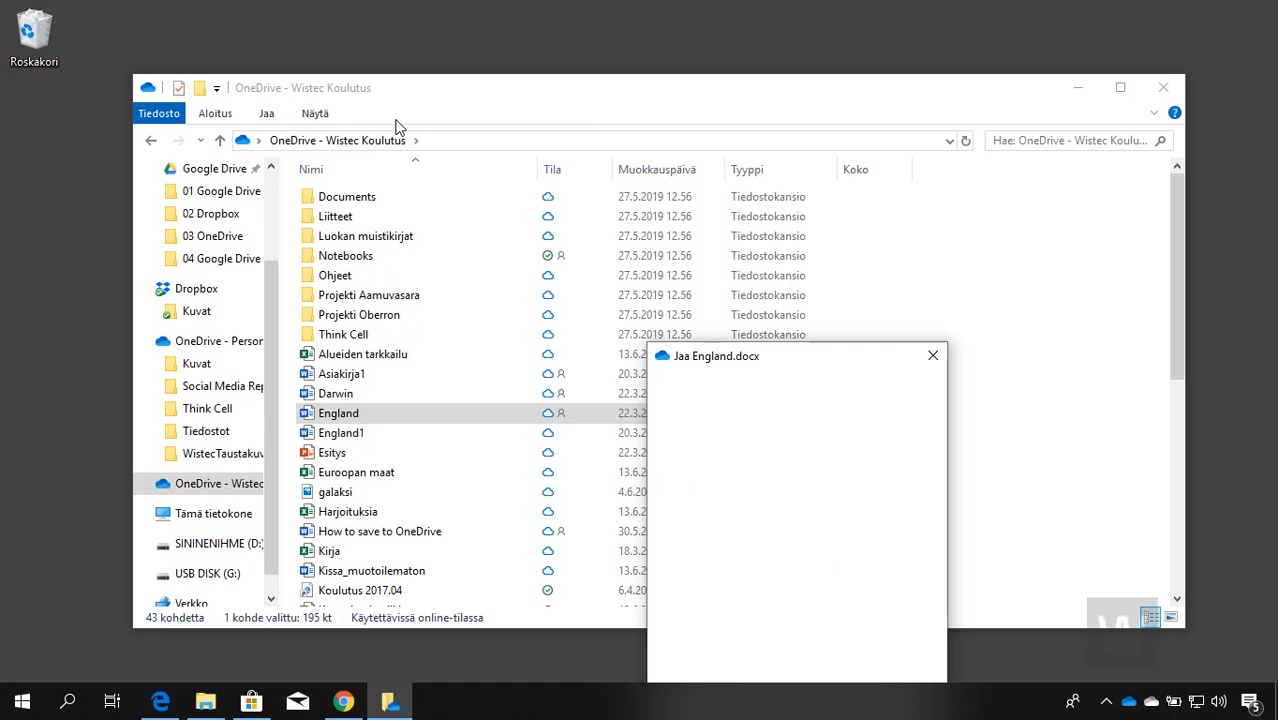 Roskakori
OneDrive - Wistec Koulutus
Tiedosto Aloitus Jaa Näytä
OneDrive - Wistec Koulutus
Hae: OneDrive - Wistec Koulu...
Google Drive
01 Google Drive
02 Dropbox
03 OneDrive
04 Google Drive
Dropbox
Kuvat
OneDrive - Person
Kuvat
Social Media Rep
Think Cell
Tiedostot
WistecTaustakuv
OneDrive - Wistec
Tämä tietokone
SININENIHME (D:)
USB DISK (G:)
Verkko
Nimi Tila Muokkauspäivä Tyyppi Koko
Documents 27.5.2019 12.56 Tiedostokansio
Liitteet 27.5.2019 12.56 Tiedostokansio
Luokan muistikirjat 27.5.2019 12.56 Tiedostokansio
Notebooks 27.5.2019 12.56 Tiedostokansio
Ohjeet 27.5.2019 12.56 Tiedostokansio
Projekti Aamuvasara 27.5.2019 12.56 Tiedostokansio
Projekti Oberron 27.5.2019 12.56 Tiedostokansio
Think Cell 27.5.2019 12.56 Tiedostokansio
Alueiden tarkkailu 13.6.2
Asiakirja1 20.3.2
Darwin 22.3.2
England 22.3.2
England1 20.3.2
Esitys 22.3.2
Euroopan maat 13.6.2
galaksi 4.6.20
Harjoituksia 13.6.2
How to save to OneDrive 30.5.2
Kirja 18.3.2
Kissa_muotoilematon 13.6.2
Koulutus 2017.04 6.4.20
Jaa England.docx
43 kohdetta 1 kohde valittu: 195 kt Käytettävissä online-tilassa
5